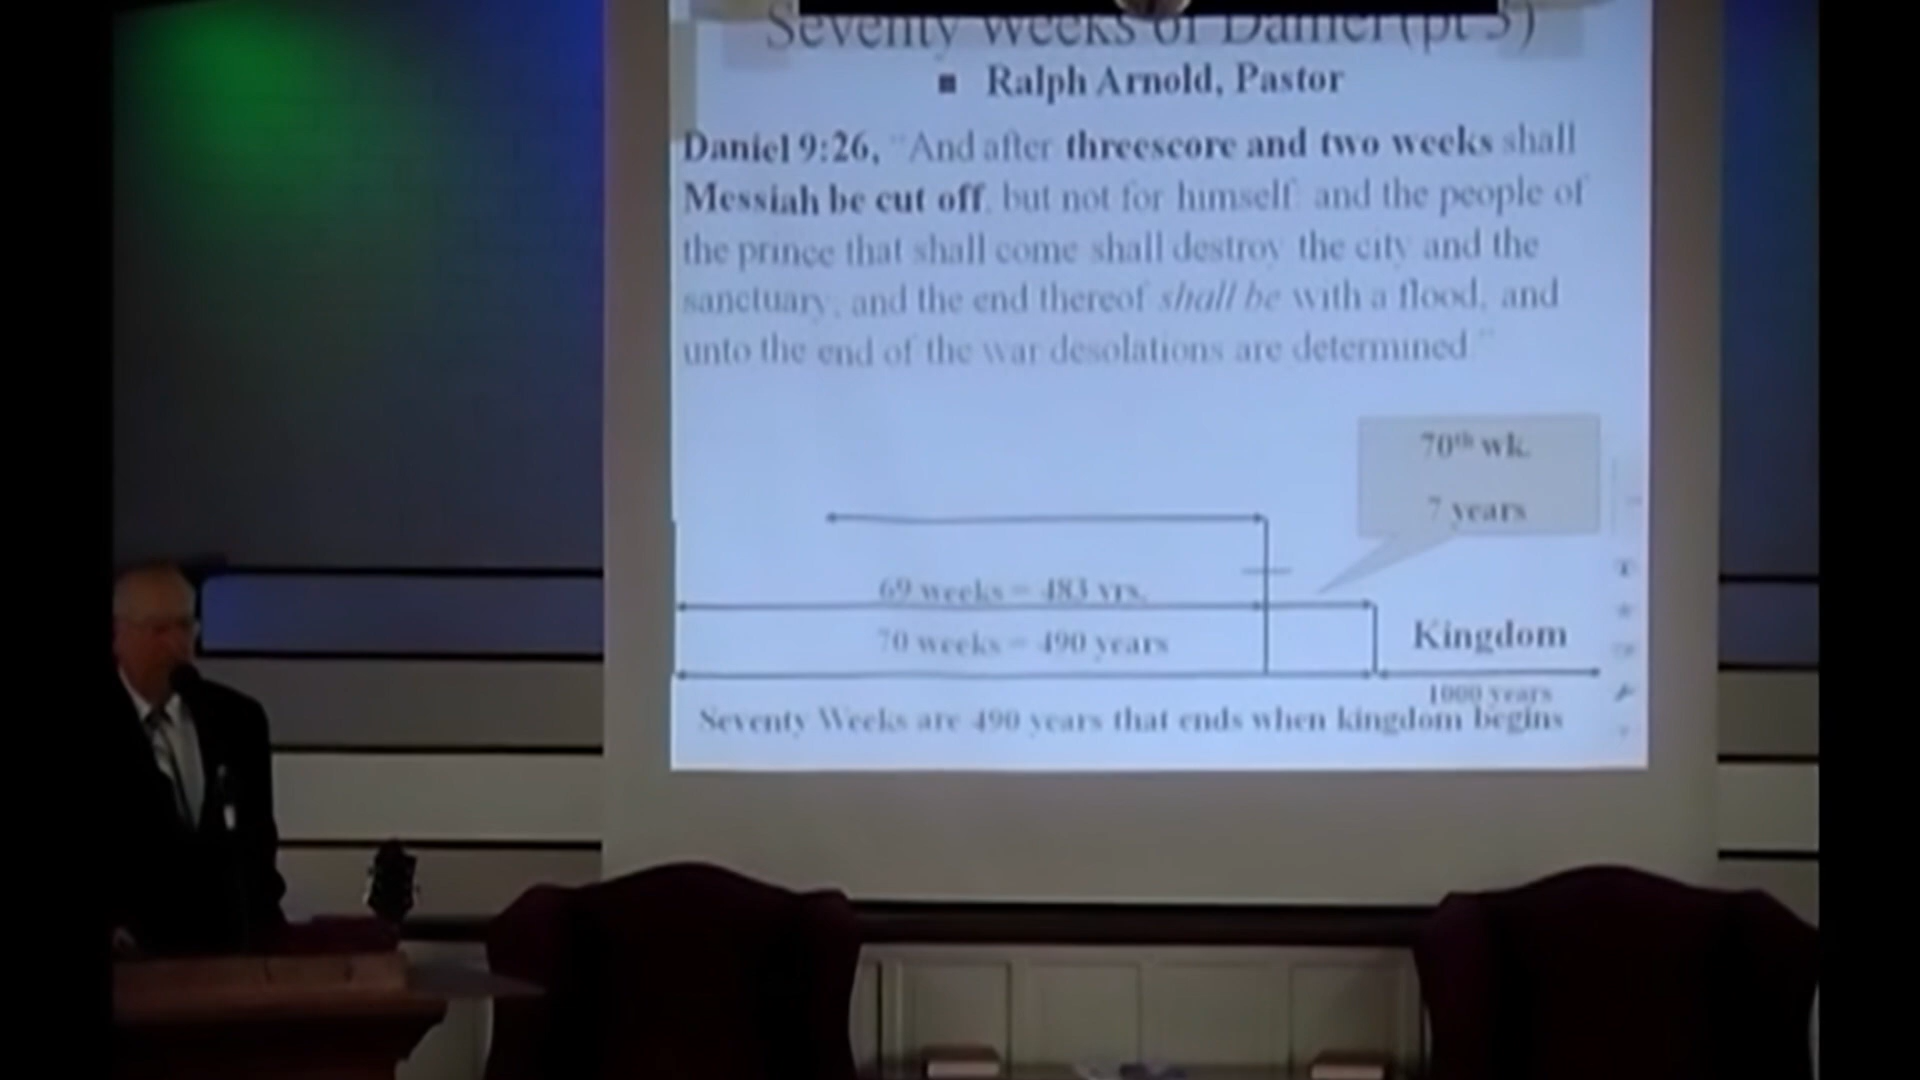 Seventy Weeks of Daniel (pt 3)
▪ Ralph Arnold, Pastor
Daniel 9:26, "And after threescore and two weeks shall
Messiah be cut off, but not for himself: and the people of
the prince that shall come shall destroy the city and the
sanctuary; and the end thereof shall be with a flood, and
unto the end of the war desolations are determined."
70th wk.
7 years
69 weeks = 483 yrs.
70 weeks = 490 years
Kingdom
1000 years
Seventy Weeks are 490 years that ends when kingdom begins